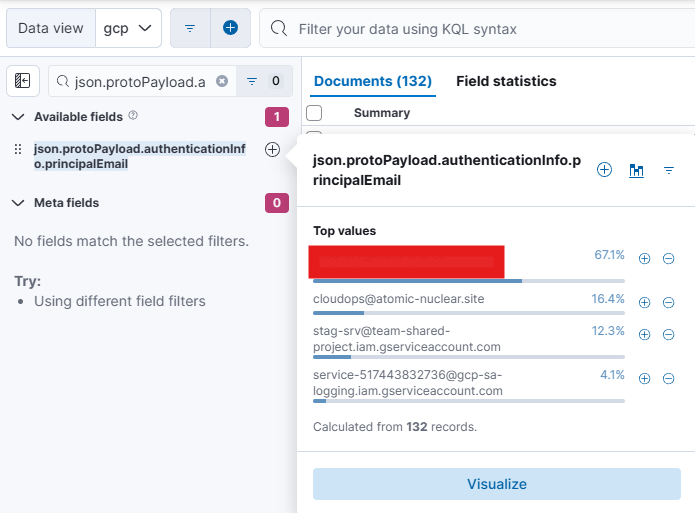 Data view gcp Filter your data using KQL syntax
json.protoPayload.a 0
Documents (132) Field statistics
Available fields 1
Summary
json.protoPayload.authenticationInf
o.principalEmail
json.protoPayload.authenticationInfo.p
rincipalEmail
Meta fields 0
No fields match the selected filters.
Try:
• Using different field filters
Top values
67.1%
cloudops@atomic-nuclear.site 16.4%
stag-srv@team-shared- 12.3%
project.iam.gserviceaccount.com
service-517443832736@gcp-sa- 4.1%
logging.iam.gserviceaccount.com
Calculated from 132 records.
Visualize